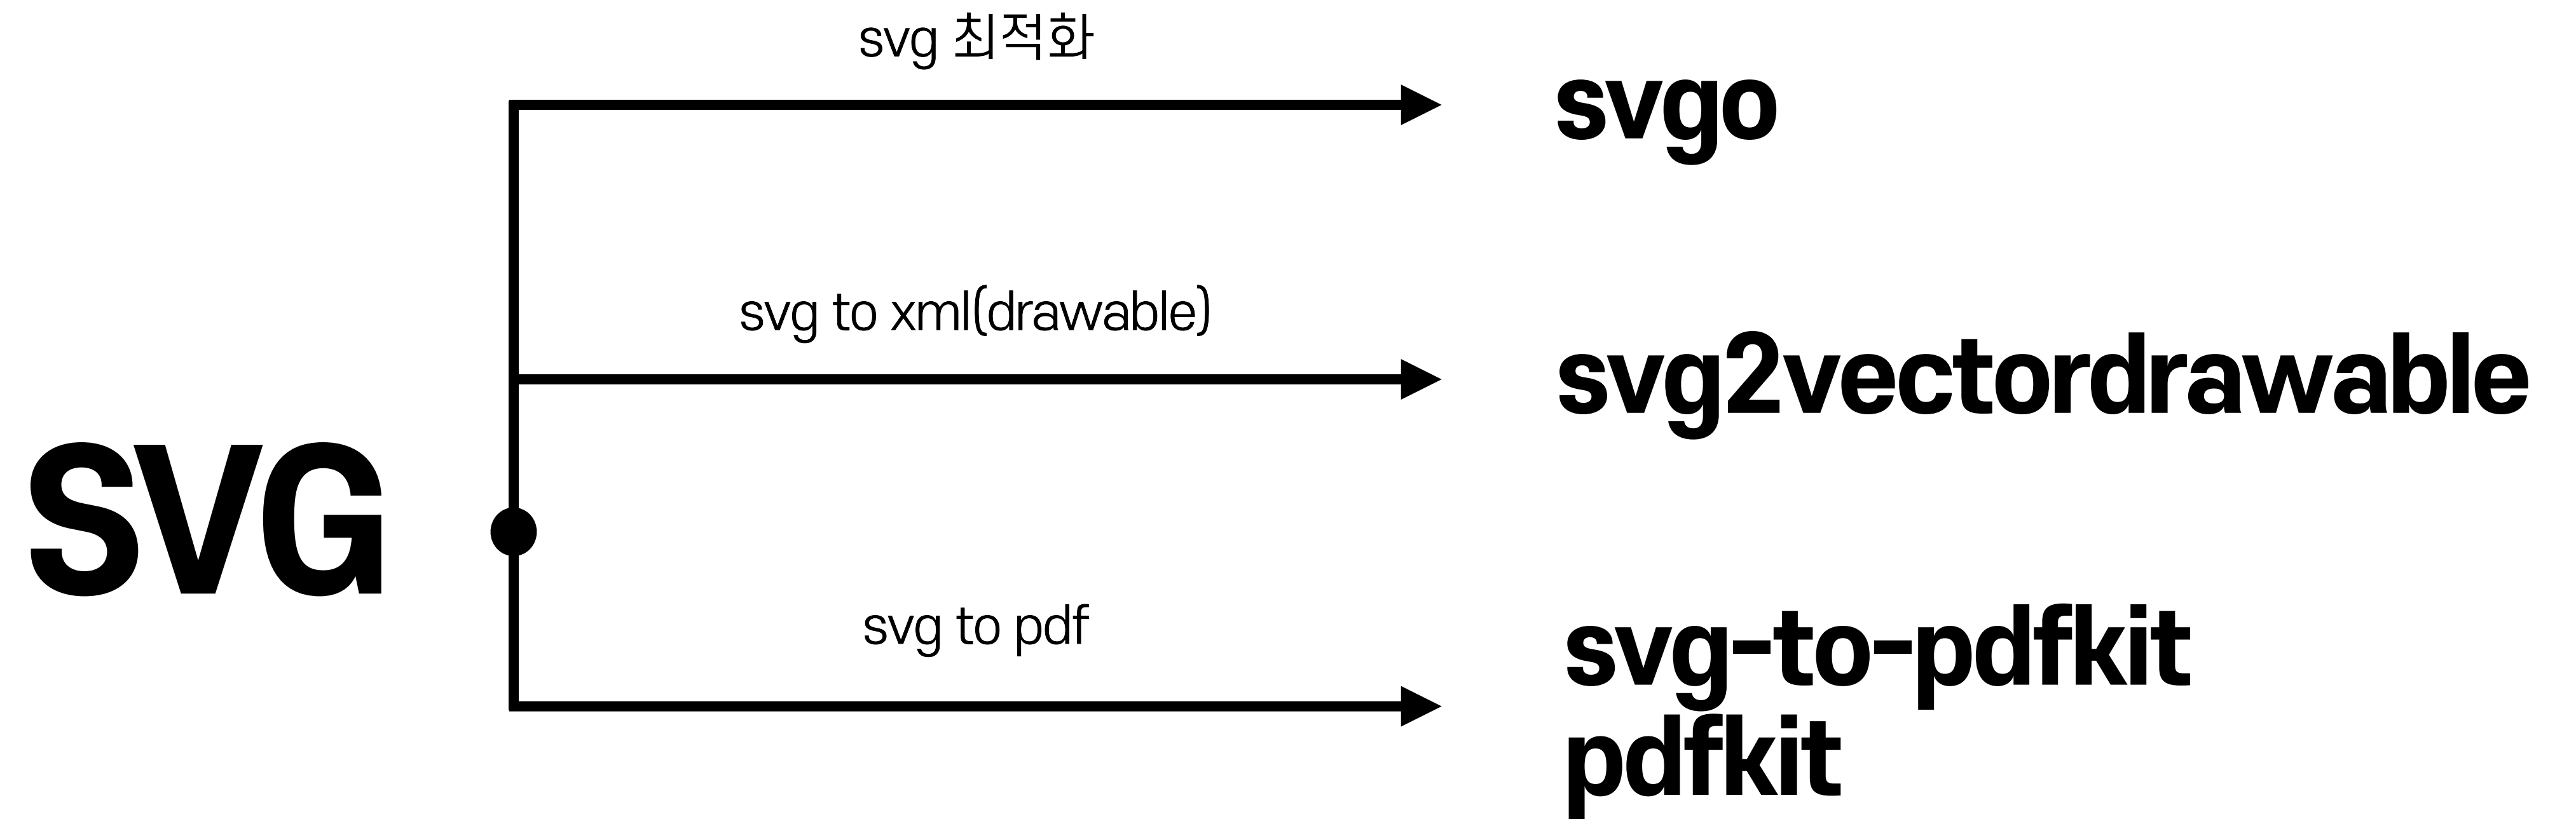 svg 최적화
svgo
svg to xml(drawable)
svg2vectordrawable
SVG
svg to pdf
svg-to-pdfkit
pdfkit